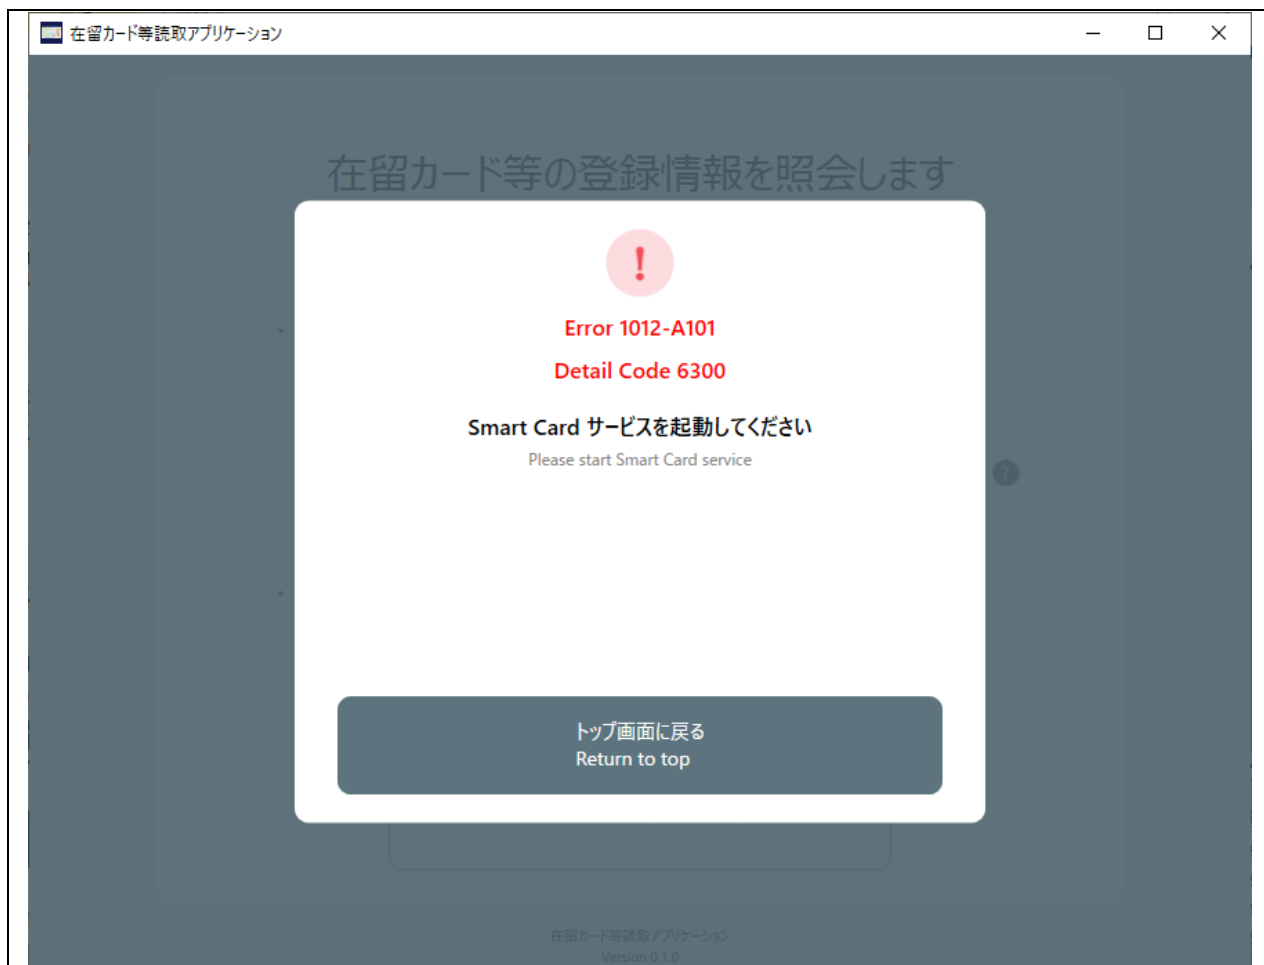 在留カード等読取アプリケーション
在留カード等の登録情報を照会します
!
Error 1012-A101
Detail Code 6300
Smart Card サービスを起動してください
Please start Smart Card service
?
トップ画面に戻る
Return to top
在留カード等読取アプリケーション
Version 0.1.0